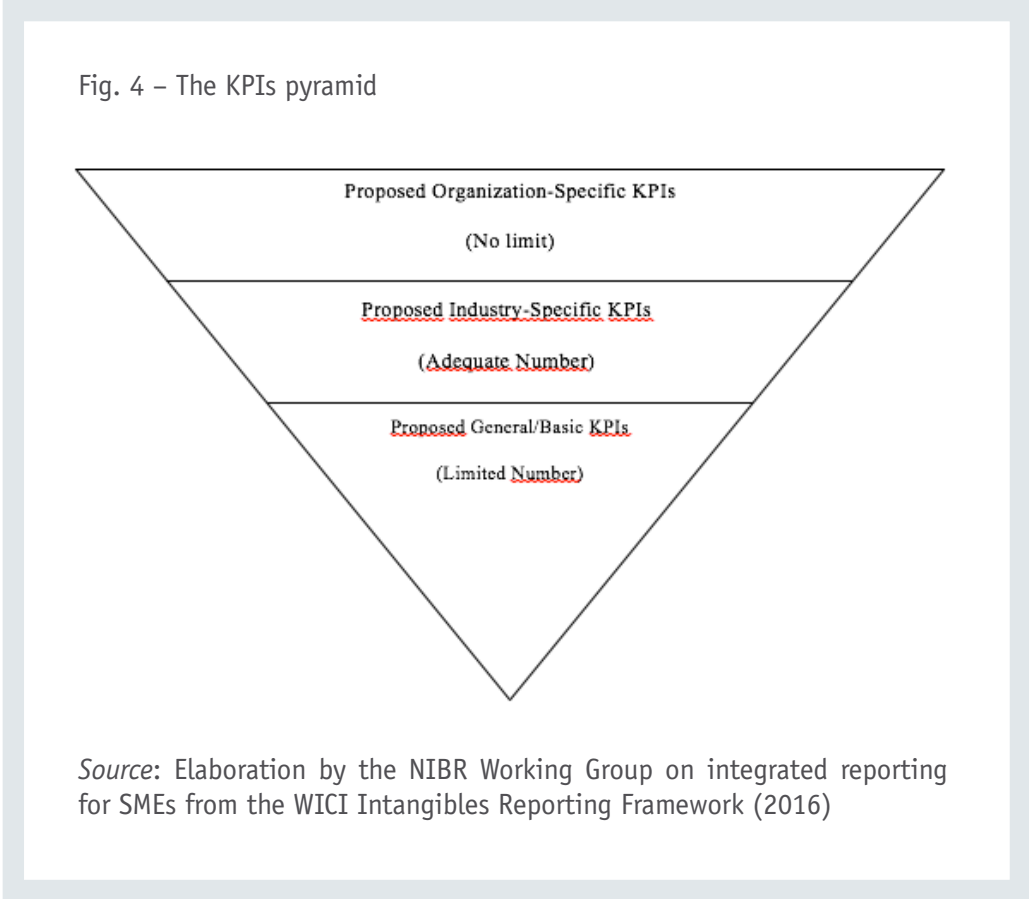 Fig. 4 – The KPIs pyramid
Proposed Organization-Specific KPIs
(No limit)
Proposed Industry-Specific KPIs
(Adequate Number)
Proposed General/Basic KPIs
(Limited Number)
Source: Elaboration by the NIBR Working Group on integrated reporting
for SMEs from the WICI Intangibles Reporting Framework (2016)